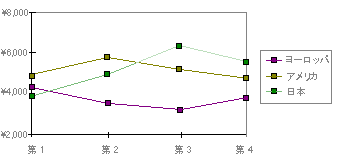 ¥8,000
¥6,000
¥4,000
¥2,000
第 1
第 2
第 3
第 4
ヨーロッパ
アメリカ
日本